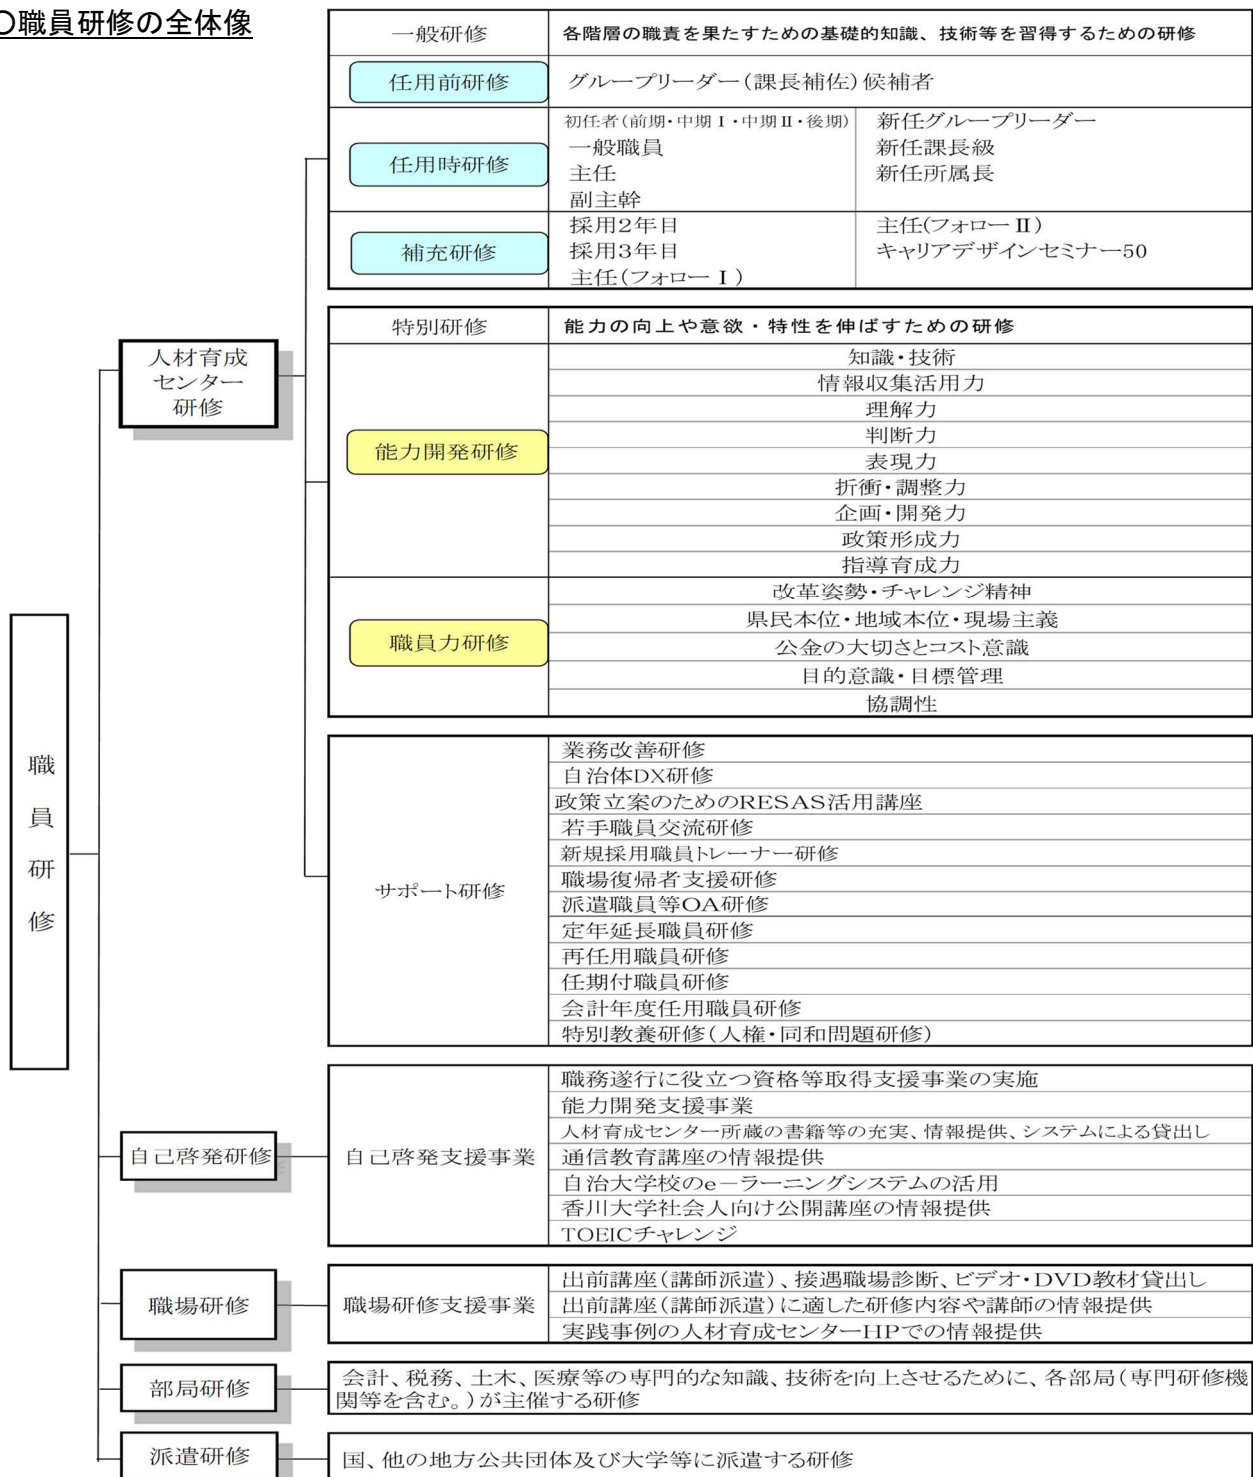 〇職員研修の全体像
一般研修 各階層の職責を果たすための基礎的知識、技術等を習得するための研修
任用前研修 グループリーダー(課長補佐)候補者
任用時研修
初任者(前期・中期Ⅰ・中期Ⅱ・後期)
一般職員
主任
副主幹
新任グループリーダー
新任課長級
新任所属長
補充研修
採用2年目
採用3年目
主任(フォローⅠ)
主任(フォローⅡ)
キャリアデザインセミナー50
人材育成
センター
研修
特別研修 能力の向上や意欲・特性を伸ばすための研修
能力開発研修
知識・技術
情報収集活用力
理解力
判断力
表現力
折衝・調整力
企画・開発力
政策形成力
指導育成力
職員力研修
改革姿勢・チャレンジ精神
県民本位・地域本位・現場主義
公金の大切さとコスト意識
目的意識・目標管理
協調性
職員研修
サポート研修
業務改善研修
自治体DX研修
政策立案のためのRESAS活用講座
若手職員交流研修
新規採用職員トレーナー研修
職場復帰者支援研修
派遣職員等OA研修
定年延長職員研修
再任用職員研修
任期付職員研修
会計年度任用職員研修
特別教養研修(人権・同和問題研修)
自己啓発研修
自己啓発支援事業
職務遂行に役立つ資格等取得支援事業の実施
能力開発支援事業
人材育成センター所蔵の書籍等の充実、情報提供、システムによる貸出し
通信教育講座の情報提供
自治大学校のe-ラーニングシステムの活用
香川大学社会人向け公開講座の情報提供
TOEICチャレンジ
職場研修
職場研修支援事業
出前講座(講師派遣)、接遇職場診断、ビデオ・DVD教材貸出し
出前講座(講師派遣)に適した研修内容や講師の情報提供
実践事例の人材育成センターHPでの情報提供
部局研修
会計、税務、土木、医療等の専門的な知識、技術を向上させるために、各部局(専門研修機
関等を含む。)が主催する研修
派遣研修
国、他の地方公共団体及び大学等に派遣する研修